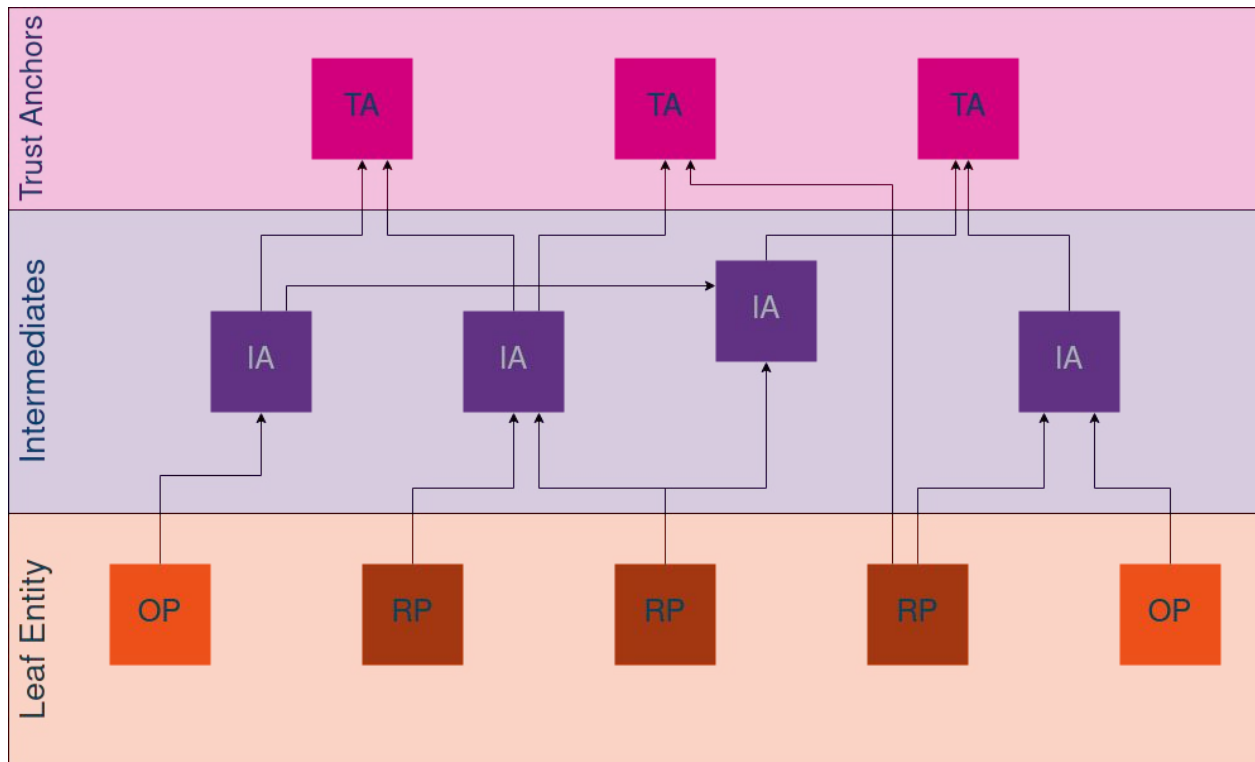 Trust Anchors
TA
TA
TA
Intermediates
IA
IA
IA
IA
Leaf Entity
OP
RP
RP
RP
OP